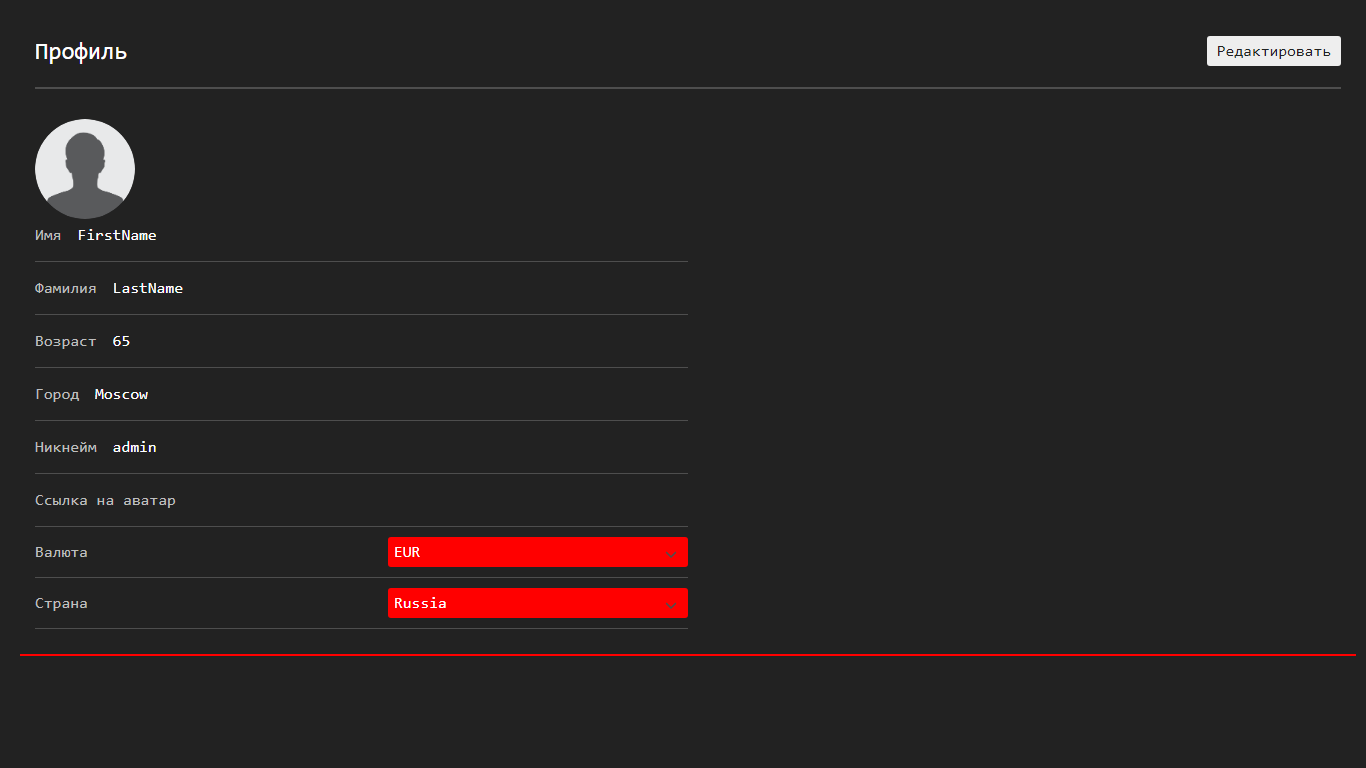 Профиль
Редактировать
Имя FirstName
Фамилия LastName
Возраст 65
Город Moscow
Никнейм admin
Ссылка на аватар
Валюта EUR
Страна Russia